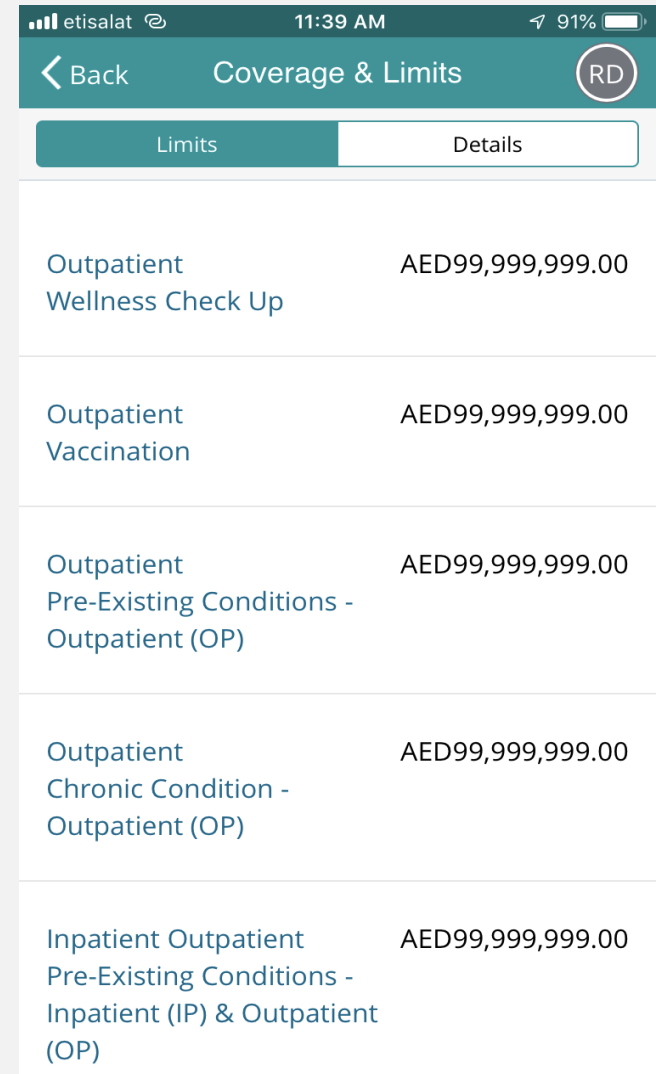 etisalat 11:39 AM 91%
Back Coverage & Limits RD
Limits Details
Outpatient AED99,999,999.00
Wellness Check Up
Outpatient AED99,999,999.00
Vaccination
Outpatient AED99,999,999.00
Pre-Existing Conditions -
Outpatient (OP)
Outpatient AED99,999,999.00
Chronic Condition -
Outpatient (OP)
Inpatient Outpatient AED99,999,999.00
Pre-Existing Conditions -
Inpatient (IP) & Outpatient
(OP)